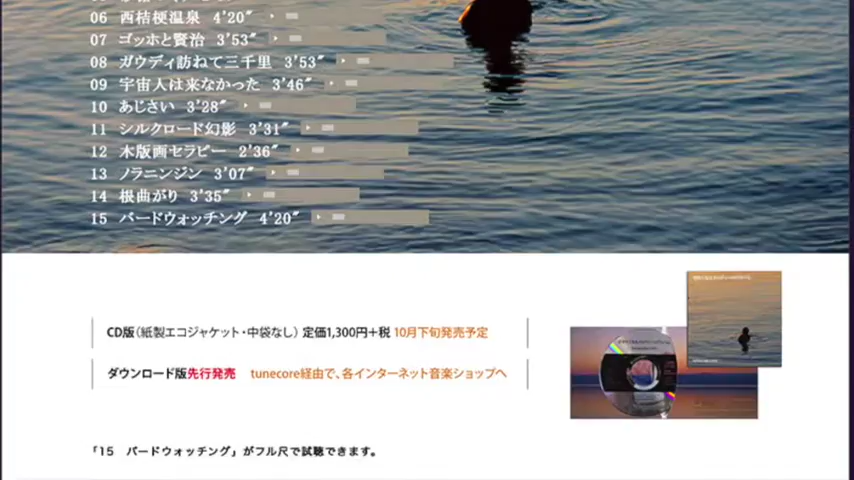 06 西桔梗温泉 4'20"
07 ゴッホと賢治 3'53"
08 ガウディ訪ねて三千里 3'53"
09 宇宙人は来なかった 3'46"
10 あじさい 3'28"
11 シルクロード幻影 3'31"
12 木版画セラピー 2'36"
13 ノラニンジン 3'07"
14 根曲がり 3'35"
15 バードウォッチング 4'20"
CD版(紙製エコジャケット・中袋なし) 定価1,300円+税 10月下旬発売予定
ダウンロード版先行発売 tunecore経由で、各インターネット音楽ショップへ
「15 バードウォッチング」がフル尺で試聴できます。